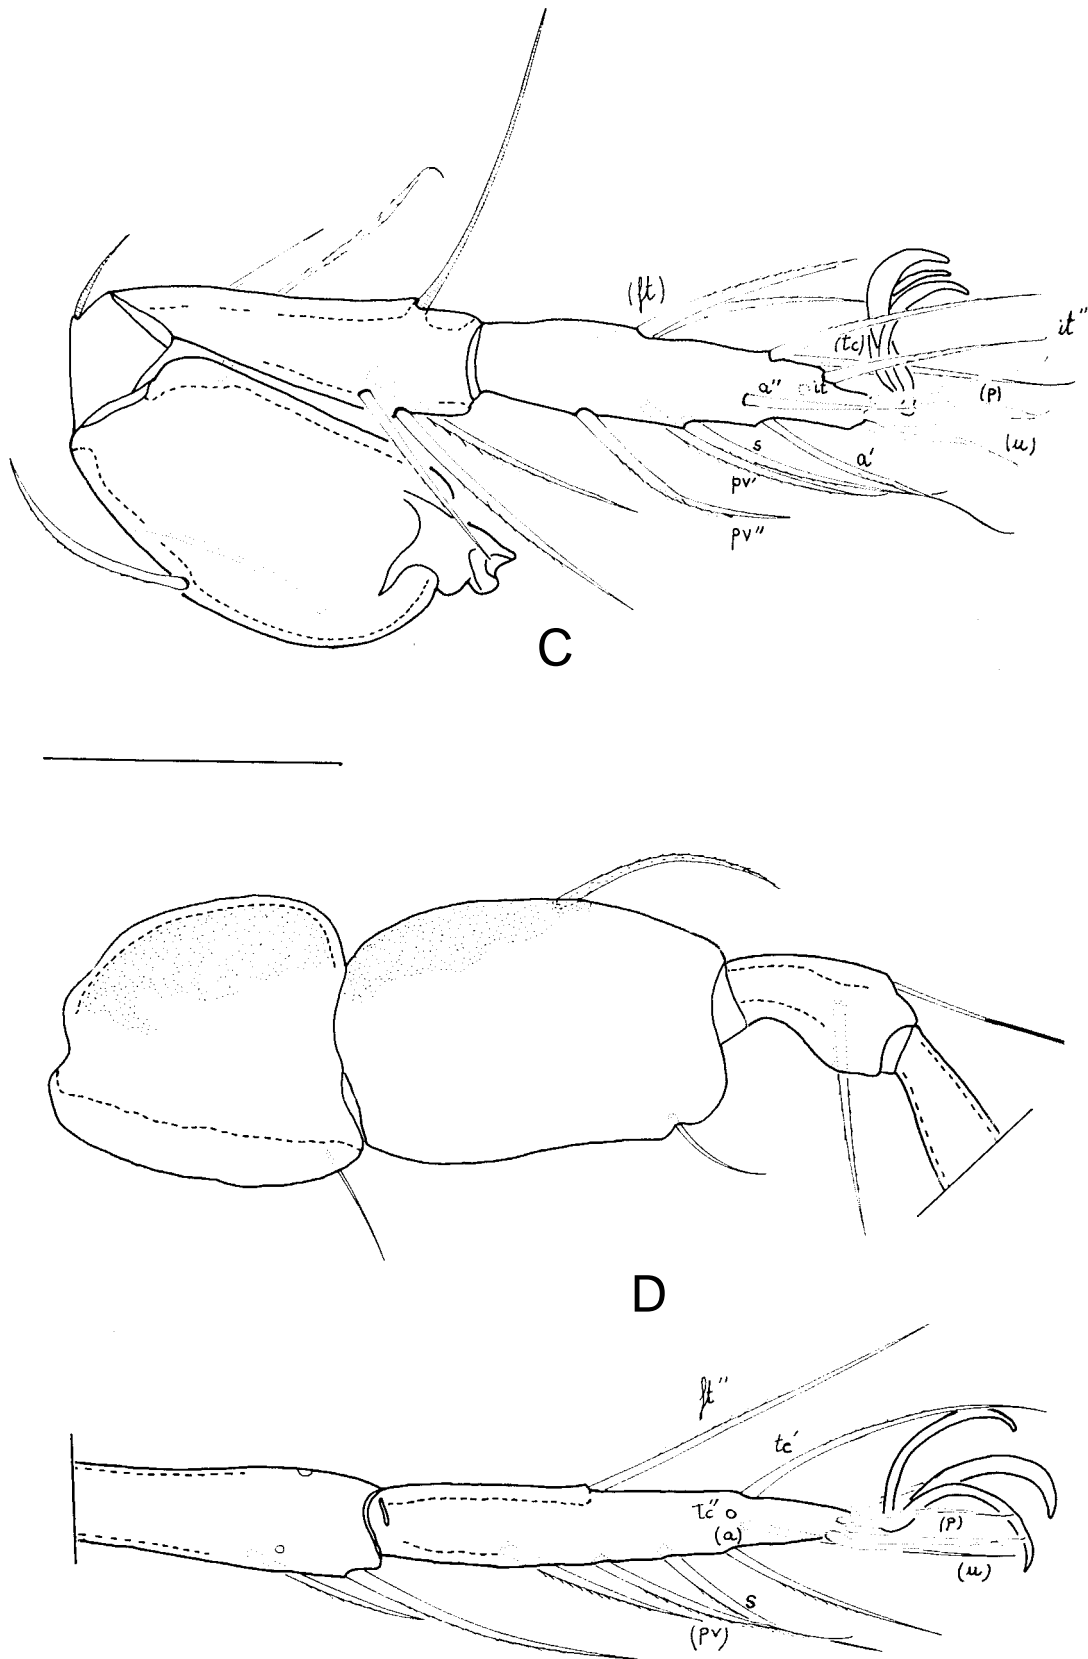 (ft)
it"
(tc)
a" it
(p)
(u)
s
a'
pv'
pv"
C
D
ft"
tc'
tc"
(a)
(p)
(u)
s
(pv)